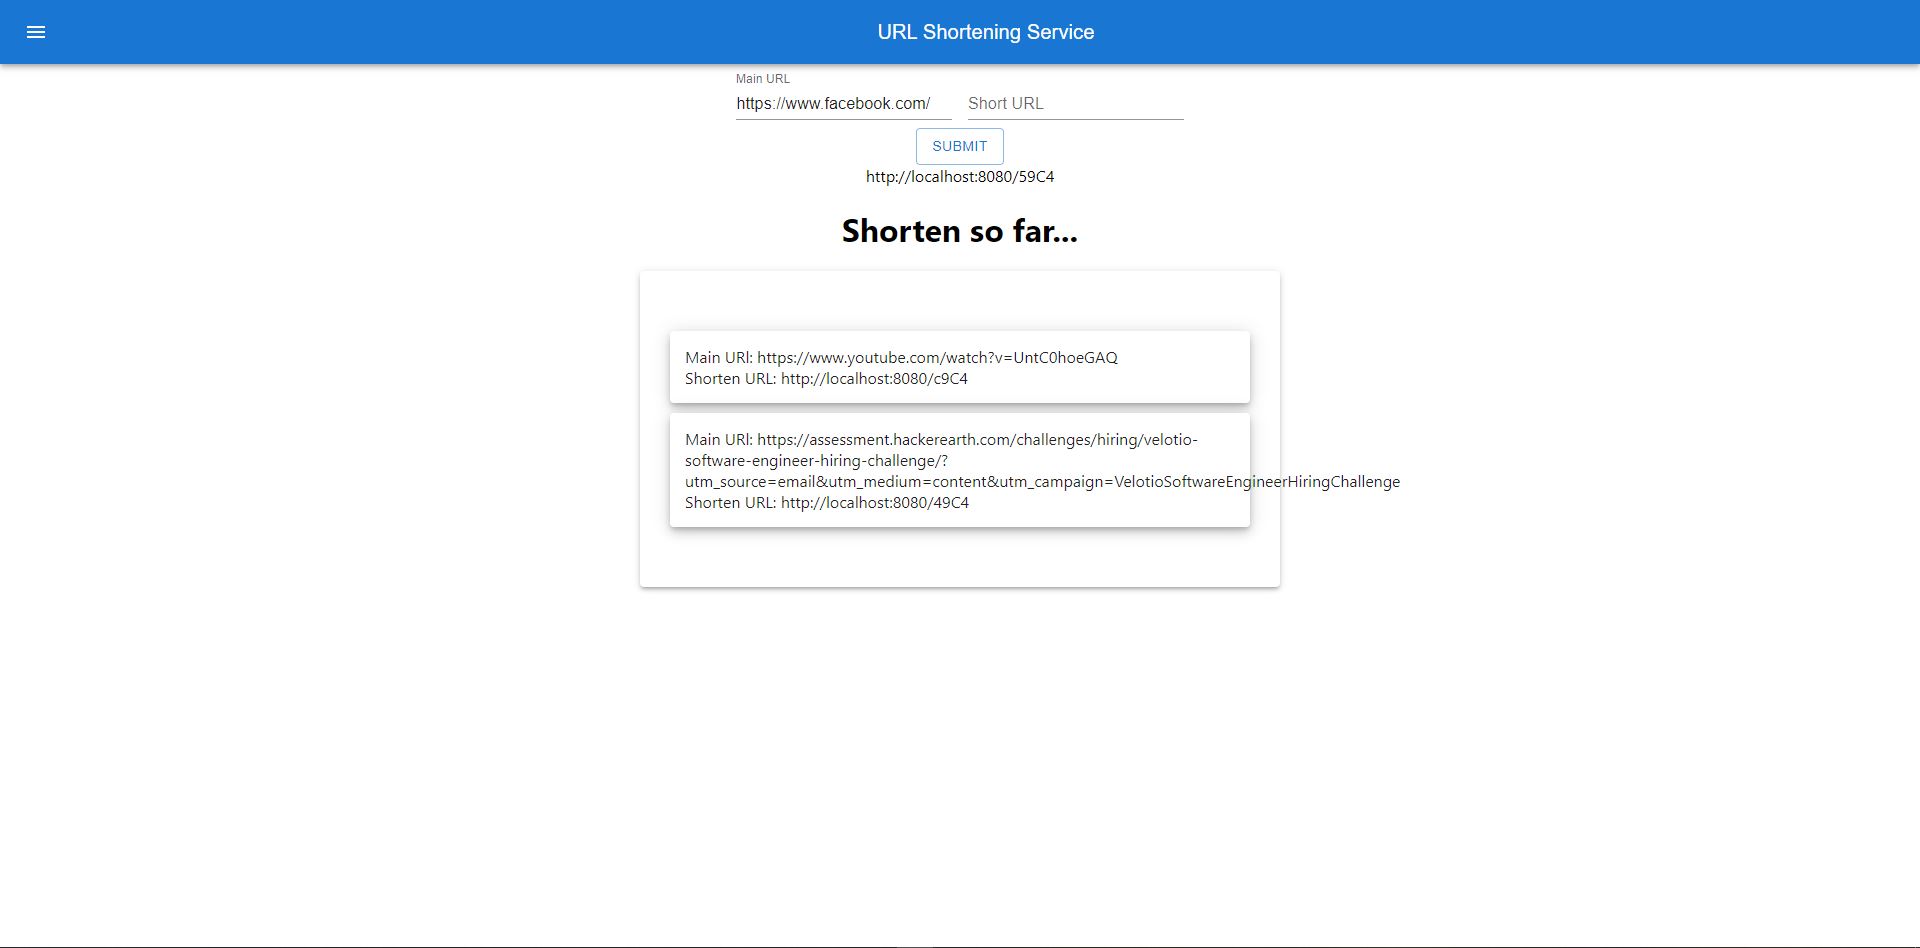 URL Shortening Service
Main URL
https://www.facebook.com/
Short URL
SUBMIT
http://localhost:8080/59C4
Shorten so far...
Main URl: https://www.youtube.com/watch?v=UntC0hoeGAQ
Shorten URL: http://localhost:8080/c9C4
Main URl: https://assessment.hackerearth.com/challenges/hiring/velotio-
software-engineer-hiring-challenge/?
utm_source=email&utm_medium=content&utm_campaign=VelotioSoftwareEngineerHiringChallenge
Shorten URL: http://localhost:8080/49C4